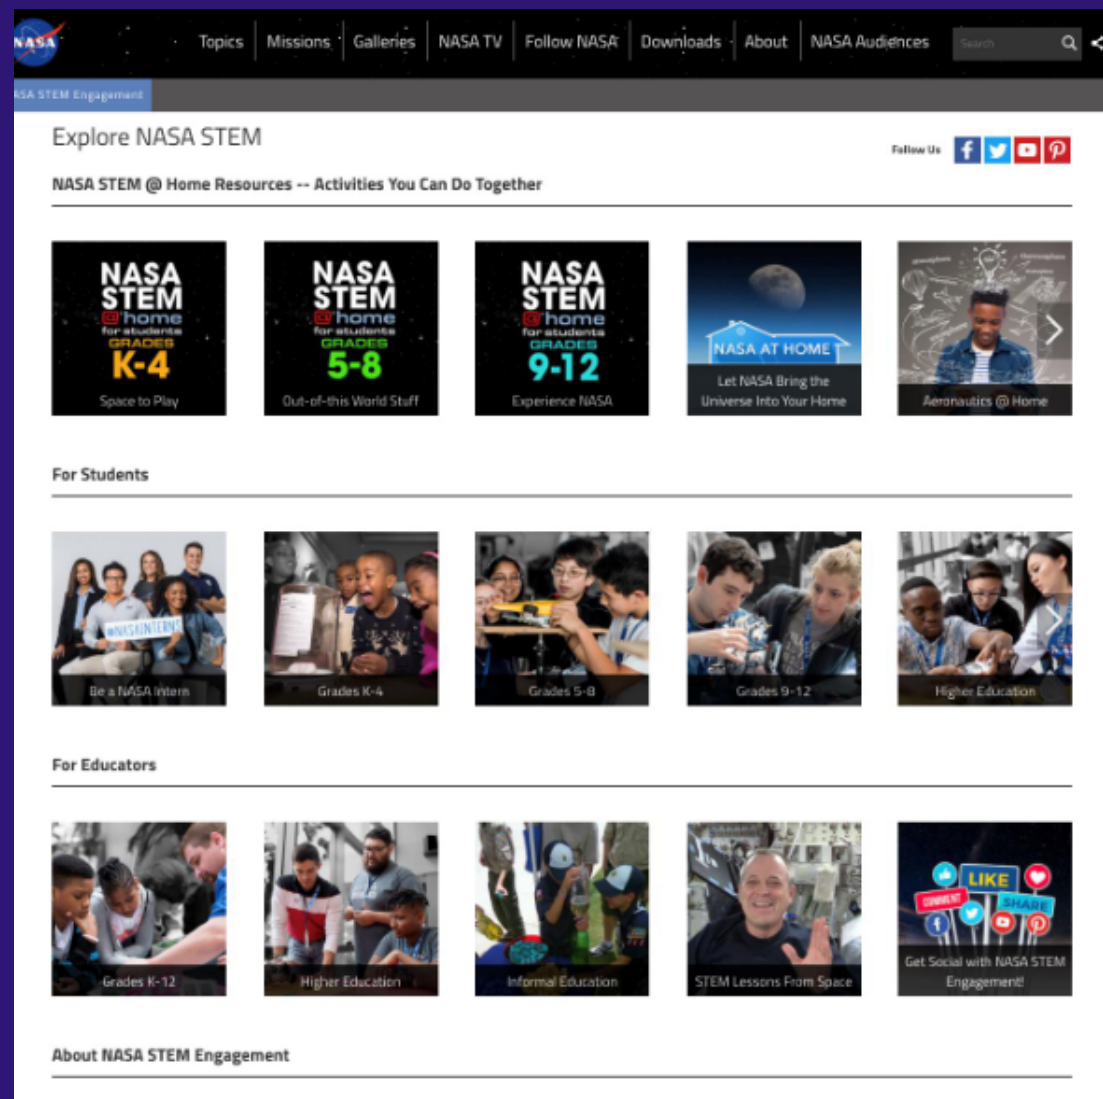 NASA
Topics
Missions
Galleries
NASA TV
Follow NASA
Downloads
About
NASA Audiences
Search
ASA STEM Engagement
Explore NASA STEM
Follow Us
NASA STEM @ Home Resources -- Activities You Can Do Together
NASA
STEM
@home
for students
GRADES
K-4
Space to Play
NASA
STEM
@home
for students
GRADES
5-8
Out-of-this World Stuff
NASA
STEM
@home
for students
GRADES
9-12
Experience NASA
NASA AT HOME
Let NASA Bring the
Universe Into Your Home
Aeronautics @ Home
For Students
#NASAINTERNS
Be a NASA Intern
Grades K-4
Grades 5-8
Grades 9-12
Higher Education
For Educators
Grades K-12
Higher Education
Informal Education
STEM Lessons From Space
LIKE
COMMENT
SHARE
Get Social with NASA STEM
Engagement!
About NASA STEM Engagement